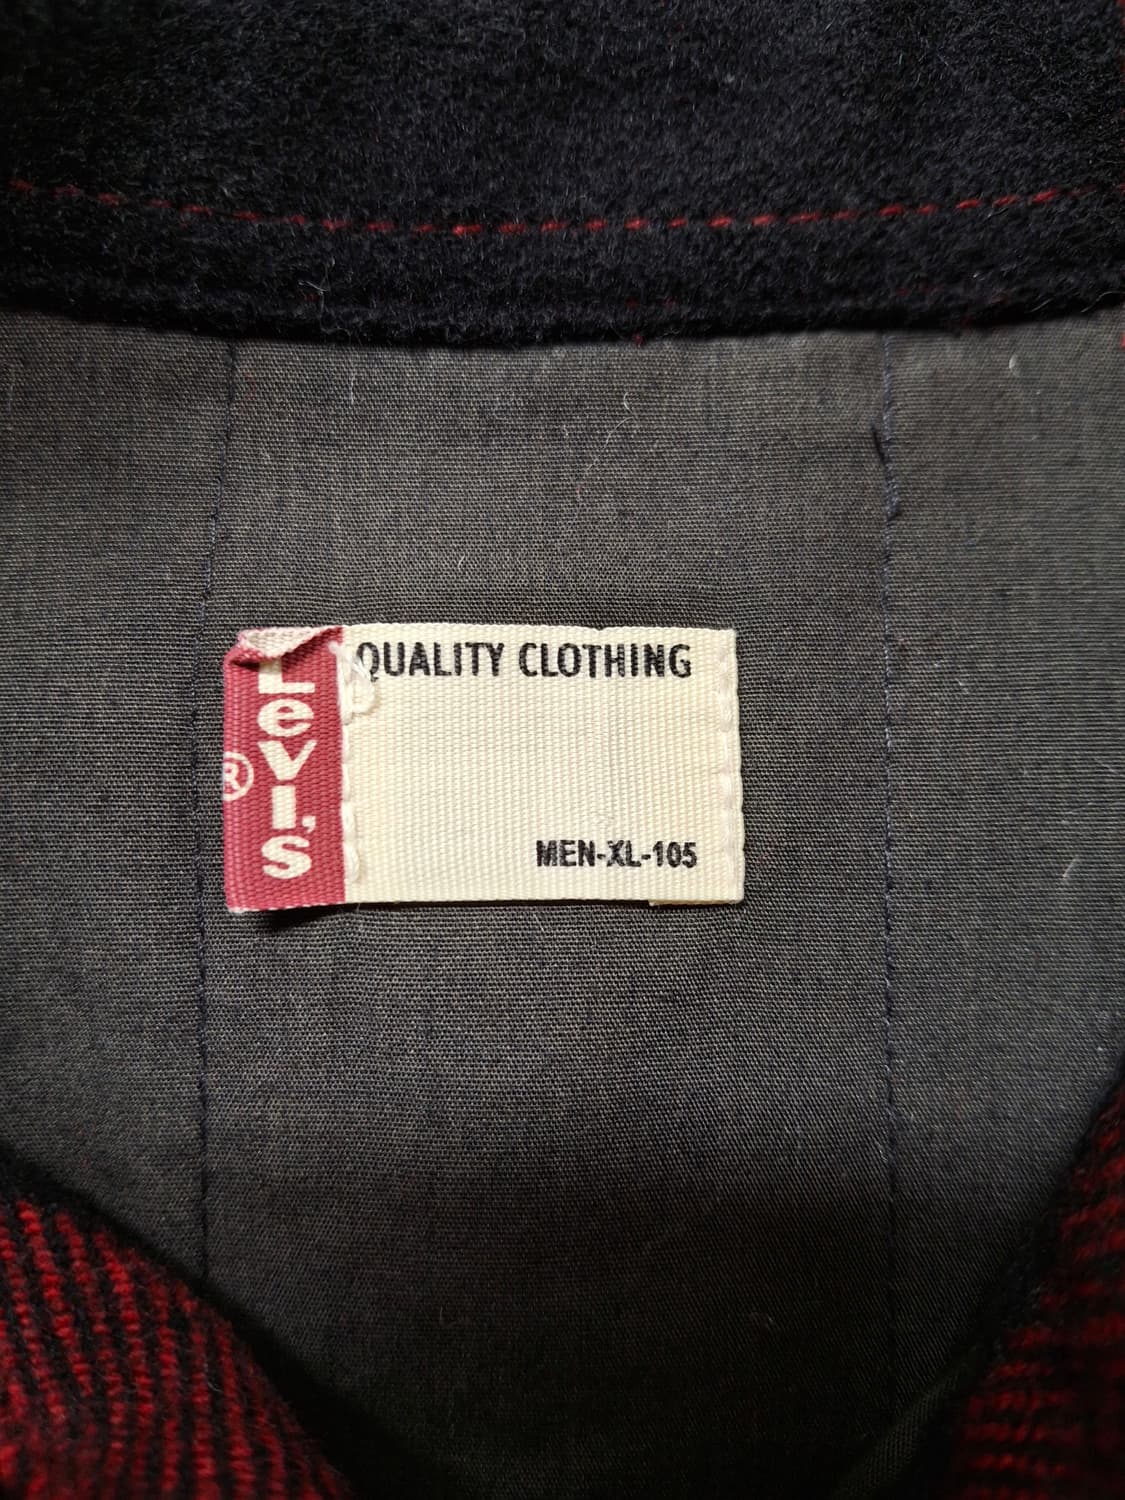 Levi's
®
QUALITY CLOTHING
MEN-XL-105